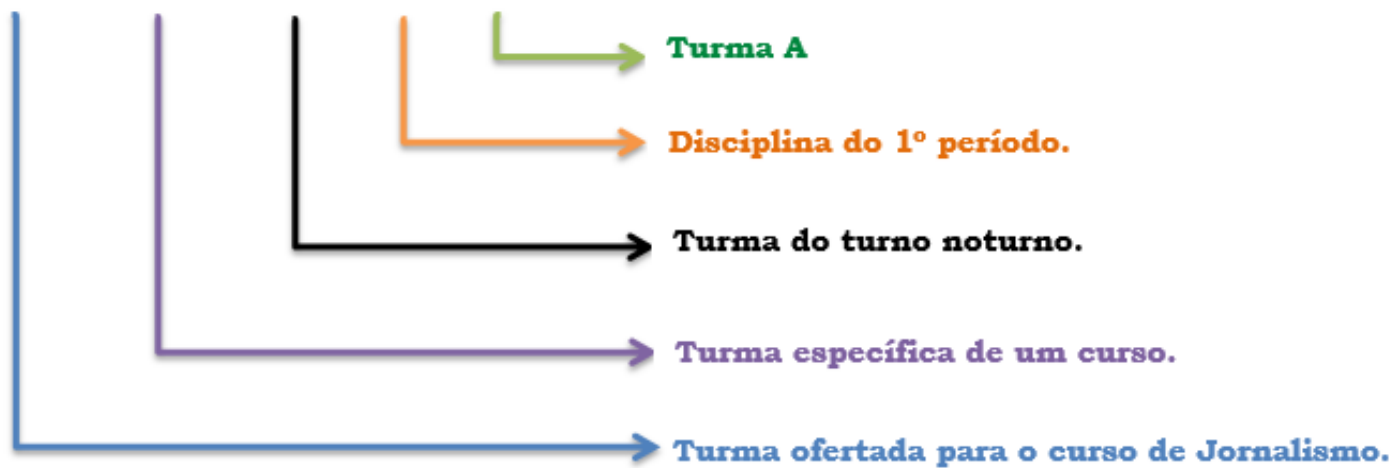 Turma A
Disciplina do 1º período.
Turma do turno noturno.
Turma específica de um curso.
Turma ofertada para o curso de Jornalismo.